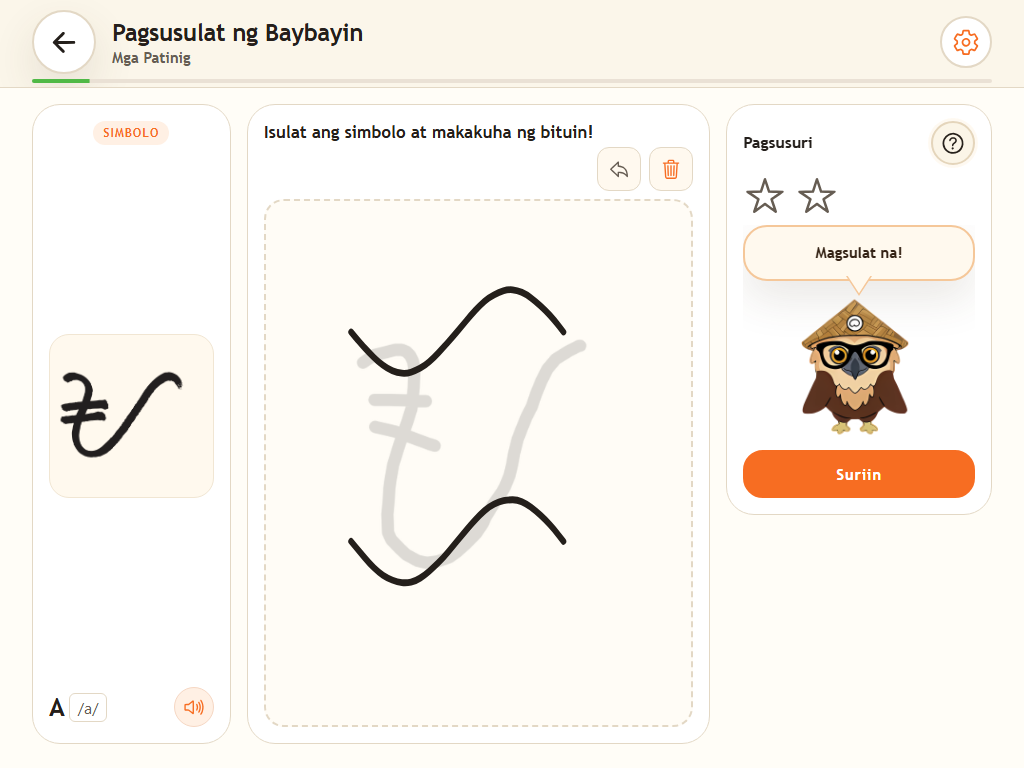 Pagsusulat ng Baybayin
Mga Patinig
SIMBOLO
ᜀ
A /a/
Isulat ang simbolo at makakuha ng bituin!
ᜁ
Pagsusuri
Magsulat na!
Suriin